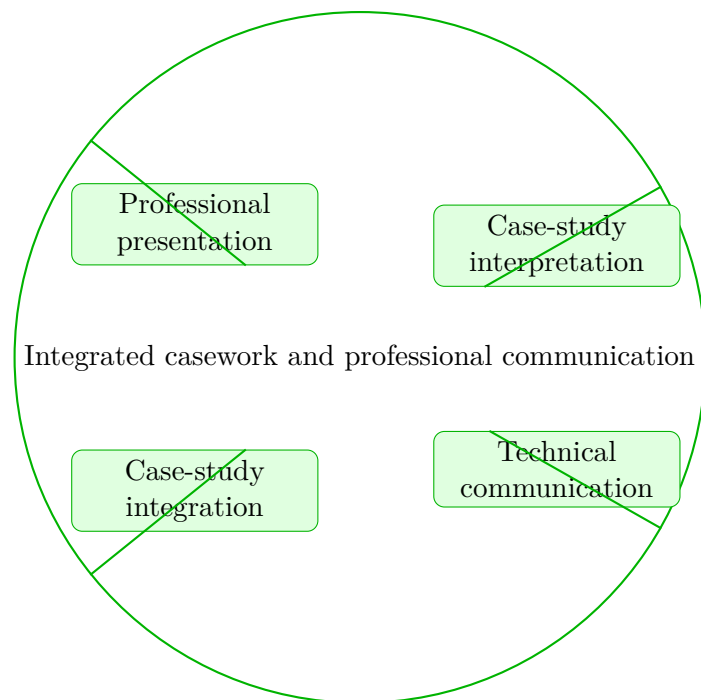 Professional
presentation
Case-study
interpretation
Integrated casework and professional communication
Case-study
integration
Technical
communication